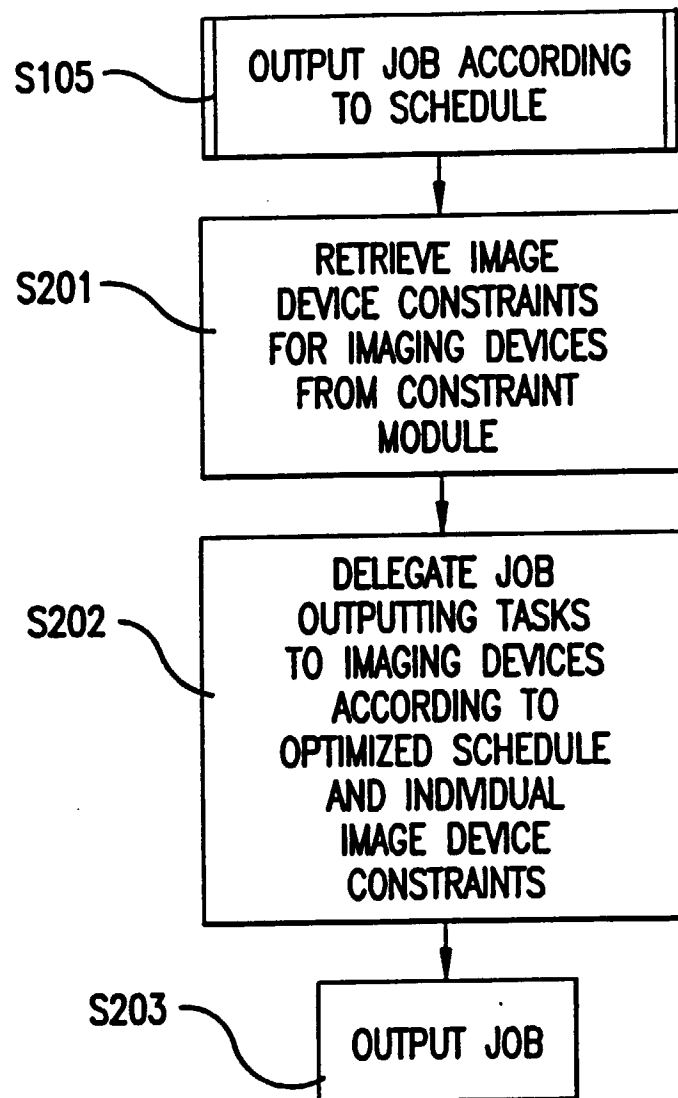 S105
OUTPUT JOB ACCORDING
TO SCHEDULE
S201
RETRIEVE IMAGE
DEVICE CONSTRAINTS
FOR IMAGING DEVICES
FROM CONSTRAINT
MODULE
S202
DELEGATE JOB
OUTPUTTING TASKS
TO IMAGING DEVICES
ACCORDING TO
OPTIMIZED SCHEDULE
AND INDIVIDUAL
IMAGE DEVICE
CONSTRAINTS
S203
OUTPUT JOB